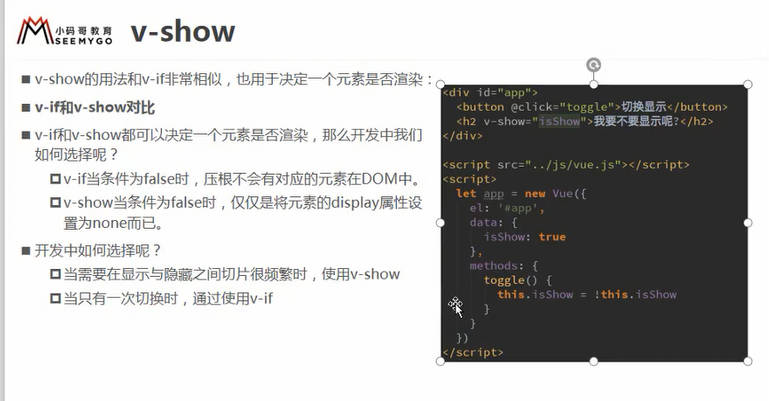 小码哥教育
SEEMYGO
v-show
v-show的用法和v-if非常相似，也用于决定一个元素是否渲染：
v-if和v-show对比
v-if和v-show都可以决定一个元素是否渲染，那么开发中我们
如何选择呢？
v-if当条件为false时，压根不会有对应的元素在DOM中。
v-show当条件为false时，仅仅是将元素的display属性设
置为none而已。
开发中如何选择呢？
当需要在显示与隐藏之间切片很频繁时，使用v-show
当只有一次切换时，通过使用v-if
<div id="app">
  <button @click="toggle">切换显示</button>
  <h2 v-show="isShow">我要不要显示呢?</h2>
</div>
<script src="../js/vue.js"></script>
<script>
  let app = new Vue({
    el: '#app',
    data: {
      isShow: true
    },
    methods: {
      toggle() {
        this.isShow = !this.isShow
      }
    }
  })
</script>